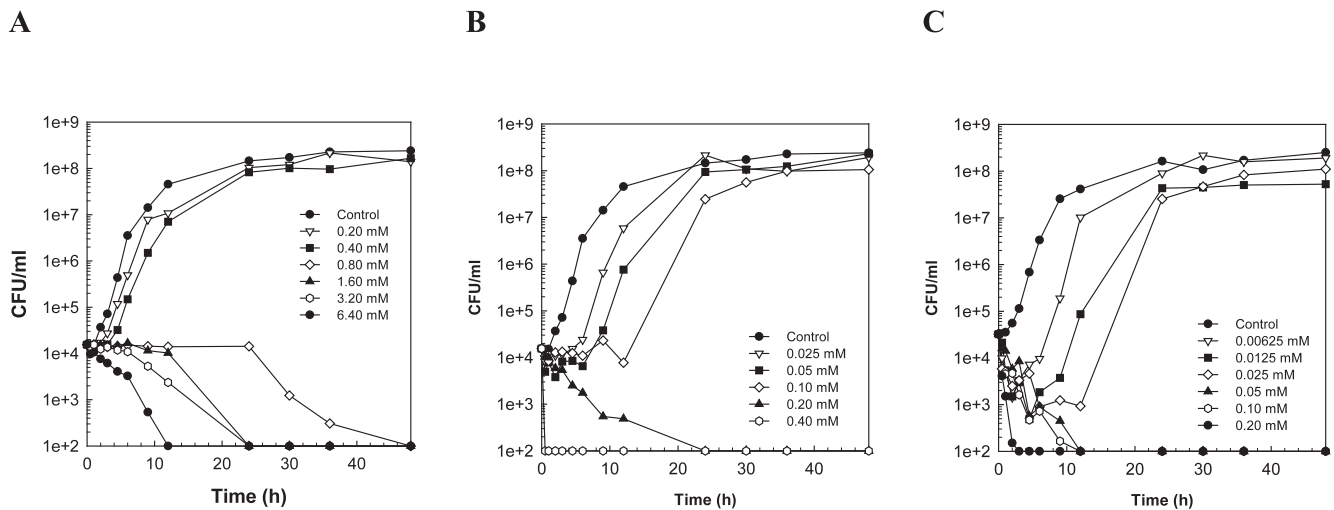 A
B
C
1e+9
1e+8
1e+7
1e+6
1e+5
1e+4
1e+3
1e+2
CFU/ml
0
10
20
30
40
Time (h)
Control
0.20 mM
0.40 mM
0.80 mM
1.60 mM
3.20 mM
6.40 mM
1e+9
1e+8
1e+7
1e+6
1e+5
1e+4
1e+3
1e+2
CFU/ml
0
10
20
30
40
Time (h)
Control
0.025 mM
0.05 mM
0.10 mM
0.20 mM
0.40 mM
1e+9
1e+8
1e+7
1e+6
1e+5
1e+4
1e+3
1e+2
CFU/ml
0
10
20
30
40
Time (h)
Control
0.00625 mM
0.0125 mM
0.025 mM
0.05 mM
0.10 mM
0.20 mM